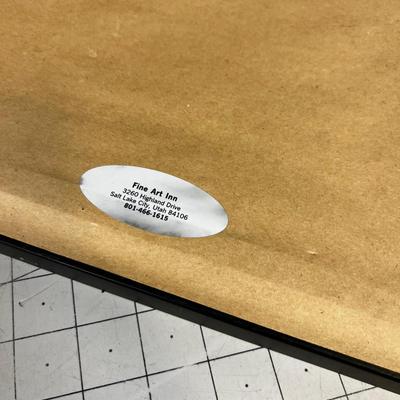 Fine Art Inn
3260 Highland Drive
Salt Lake City, Utah 84106
801-466-1615